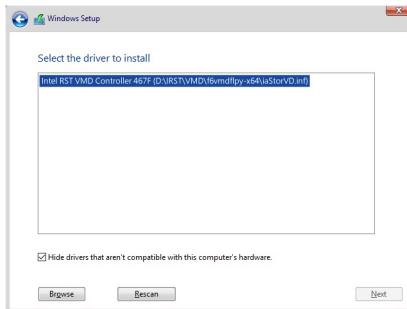 Windows Setup
Select the driver to install
Intel RST VMD Controller 467F (D:\IRST\VMD\f6vmdflpy-x64\iaStorVD.inf)
Hide drivers that aren't compatible with this computer's hardware.
Browse Rescan Next